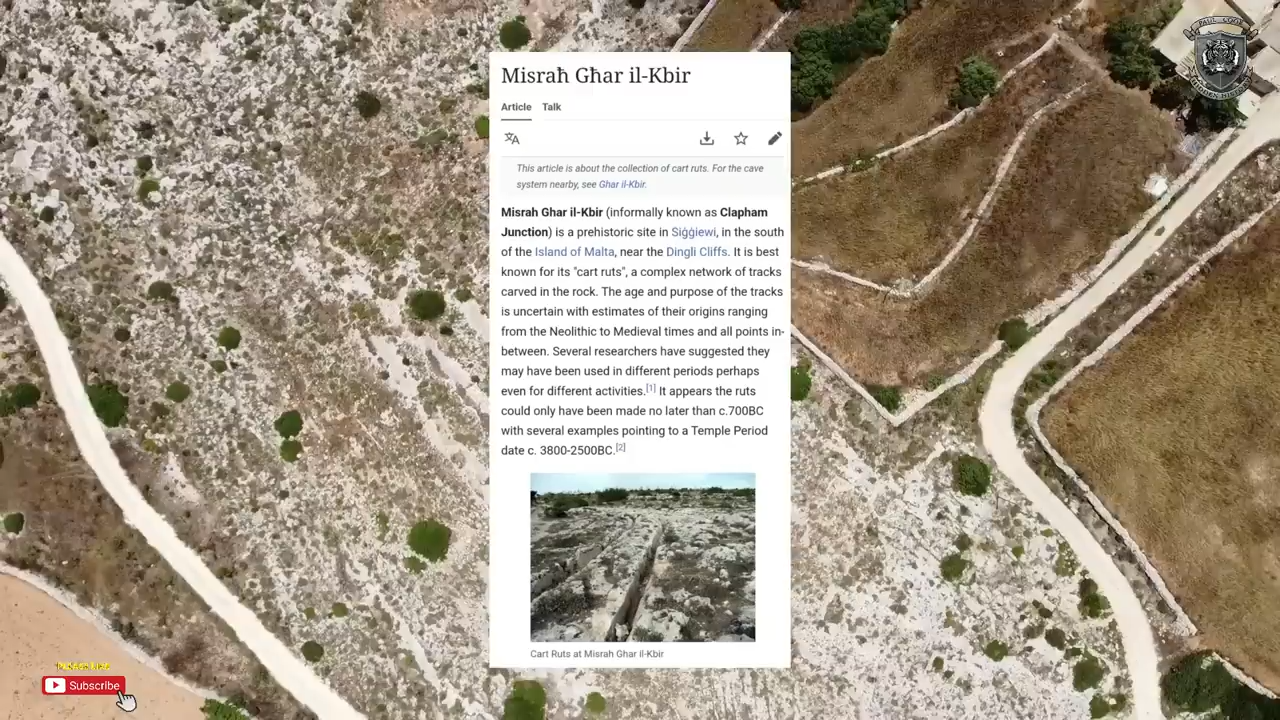 Misraħ Għar il-Kbir
Article Talk
This article is about the collection of cart ruts. For the cave
system nearby, see Ghar il-Kbir.
Misrah Ghar il-Kbir (informally known as Clapham
Junction) is a prehistoric site in Siġġiewi, in the south
of the Island of Malta, near the Dingli Cliffs. It is best
known for its "cart ruts", a complex network of tracks
carved in the rock. The age and purpose of the tracks
is uncertain with estimates of their origins ranging
from the Neolithic to Medieval times and all points in-
between. Several researchers have suggested they
may have been used in different periods perhaps
even for different activities.[1] It appears the ruts
could only have been made no later than c.700BC
with several examples pointing to a Temple Period
date c. 3800-2500BC.[2]
Cart Ruts at Misrah Ghar il-Kbir
PAUL COOK
HIDDEN HISTORY
Subscribe